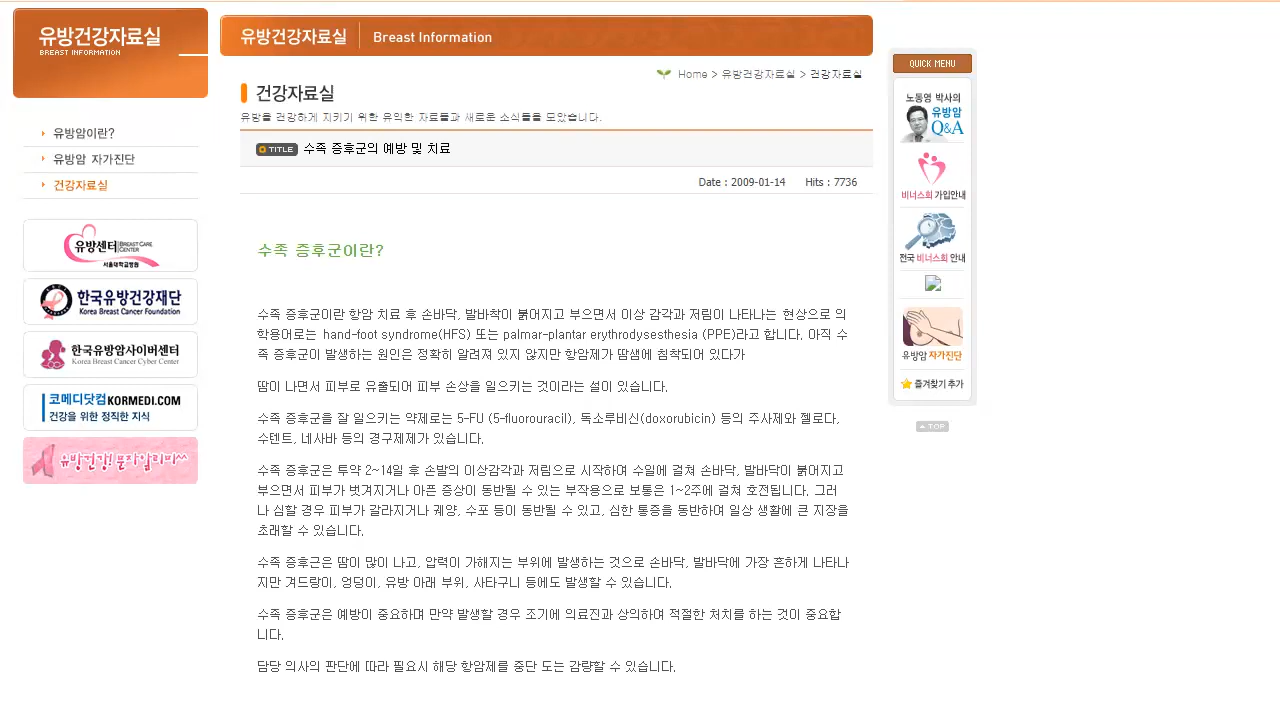 유방건강자료실
BREAST INFORMATION
유방암이란?
유방암 자가진단
건강자료실
유방센터 BREAST CARE CENTER
서울대학교병원
한국유방건강재단
Korea Breast Cancer Foundation
한국유방암사이버센터
Korea Breast Cancer Cyber Center
코메디닷컴KORMEDI.COM
건강을 위한 정직한 지식
유방건강! 문자알리미^^
유방건강자료실 Breast Information
Home > 유방건강자료실 > 건강자료실
건강자료실
유방을 건강하게 지키기 위한 유익한 자료들과 새로운 소식들을 모았습니다.
TITLE 수족 증후군의 예방 및 치료
Date : 2009-01-14 Hits : 7736
수족 증후군이란?
수족 증후군이란 항암 치료 후 손바닥, 발바닥이 붉어지고 부으면서 이상 감각과 저림이 나타나는 현상으로 의
학용어로는 hand-foot syndrome(HFS) 또는 palmar-plantar erythrodysesthesia (PPE)라고 합니다. 아직 수
족 증후군이 발생하는 원인은 정확히 알려져 있지 않지만 항암제가 땀샘에 침착되어 있다가
땀이 나면서 피부로 유출되어 피부 손상을 일으키는 것이라는 설이 있습니다.
수족 증후군을 잘 일으키는 약제로는 5-FU (5-fluorouracil), 독소루비신(doxorubicin) 등의 주사제와 젤로다,
수텐트, 네사바 등의 경구제제가 있습니다.
수족 증후군은 투약 2~14일 후 손발의 이상감각과 저림으로 시작하여 수일에 걸쳐 손바닥, 발바닥이 붉어지고
부으면서 피부가 벗겨지거나 아픈 증상이 동반될 수 있는 부작용으로 보통은 1~2주에 걸쳐 호전됩니다. 그러
나 심할 경우 피부가 갈라지거나 궤양, 수포 등이 동반될 수 있고, 심한 통증을 동반하여 일상 생활에 큰 지장을
초래할 수 있습니다.
수족 증후근은 땀이 많이 나고, 압력이 가해지는 부위에 발생하는 것으로 손바닥, 발바닥에 가장 흔하게 나타나
지만 겨드랑이, 엉덩이, 유방 아래 부위, 사타구니 등에도 발생할 수 있습니다.
수족 증후군은 예방이 중요하며 만약 발생할 경우 조기에 의료진과 상의하여 적절한 처치를 하는 것이 중요합
니다.
담당 의사의 판단에 따라 필요시 해당 항암제를 중단 도는 감량할 수 있습니다.
QUICK MENU
노동영 박사의
유방암
Q&A
비너스회 가입안내
전국 비너스회 안내
유방암 자가진단
즐겨찾기 추가
TOP